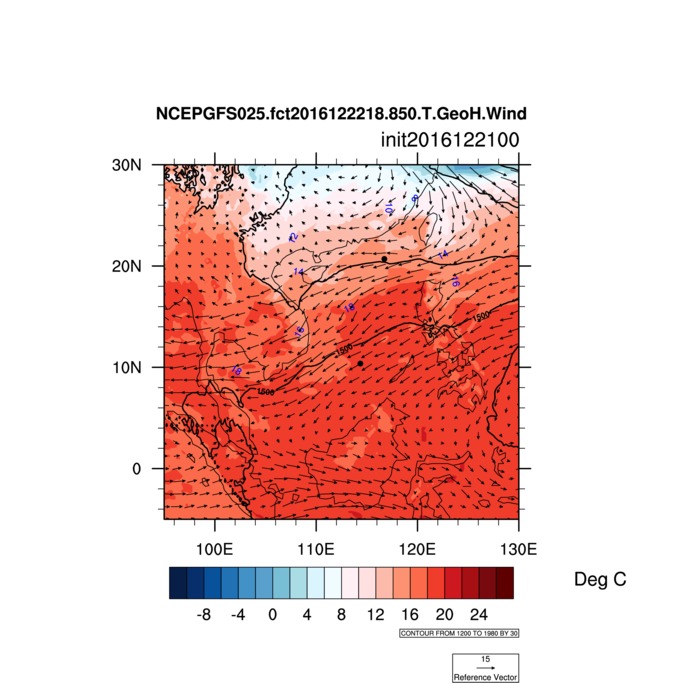 NCEPGFS025.fct2016122218.850.T.GeoH.Wind
init2016122100
30N
20N
10N
0
100E
110E
120E
130E
8
10
12
14
14
16
18
16
18
1500
1500
1500
-8
-4
0
4
8
12
16
20
24
Deg C
CONTOUR FROM 1200 TO 1980 BY 30
15
Reference Vector